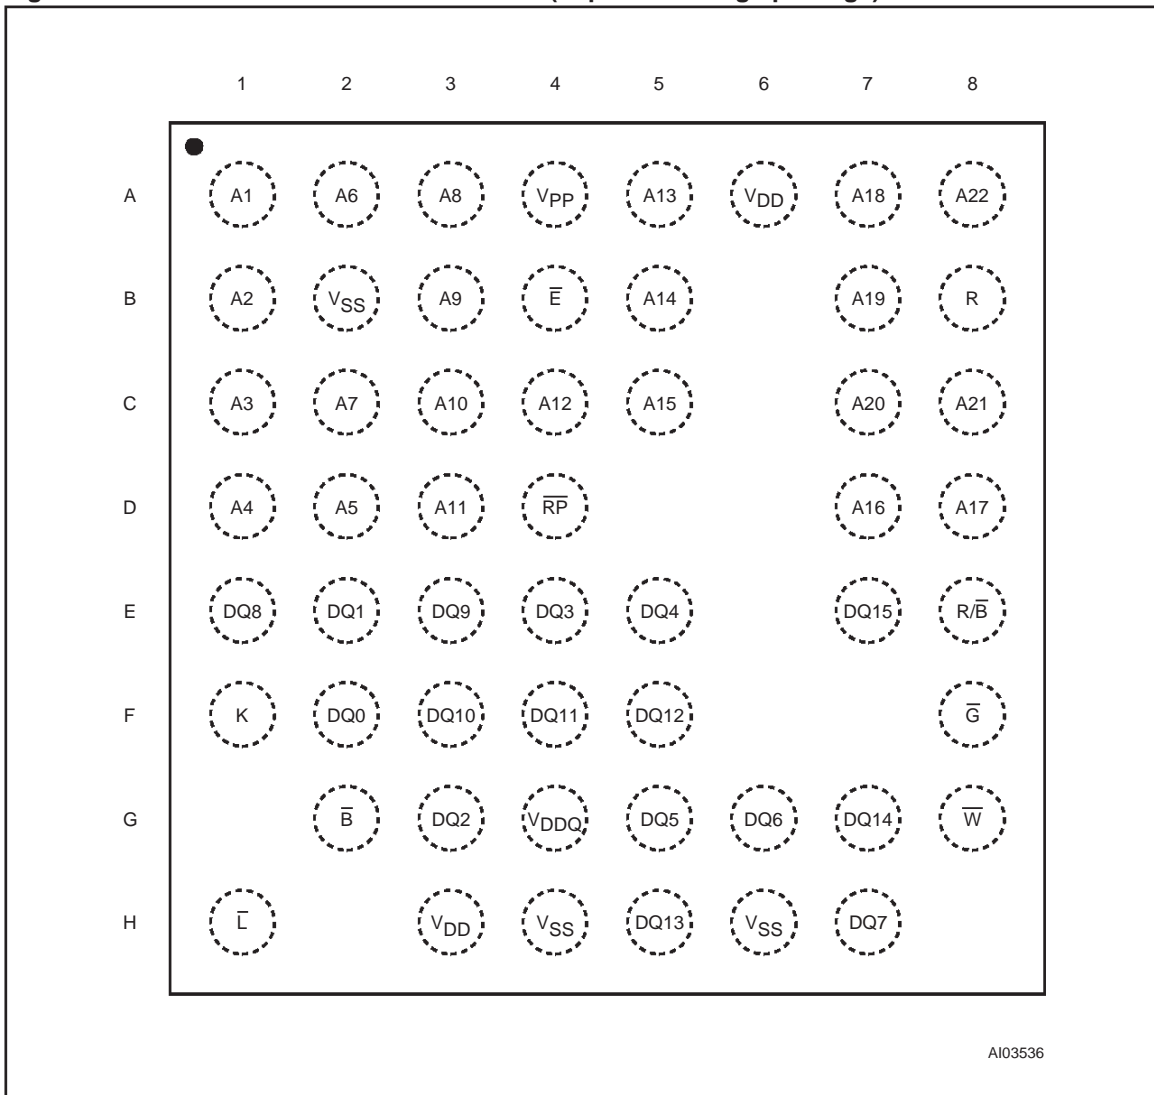 1 2 3 4 5 6 7 8
A A1 A6 A8 VPP A13 VDD A18 A22
B A2 VSS A9 E̅ A14 A19 R
C A3 A7 A10 A12 A15 A20 A21
D A4 A5 A11 R̅P̅ A16 A17
E DQ8 DQ1 DQ9 DQ3 DQ4 DQ15 R/B̅
F K DQ0 DQ10 DQ11 DQ12 G̅
G B̅ DQ2 VDDQ DQ5 DQ6 DQ14 W̅
H L̅ VDD VSS DQ13 VSS DQ7
AI03536